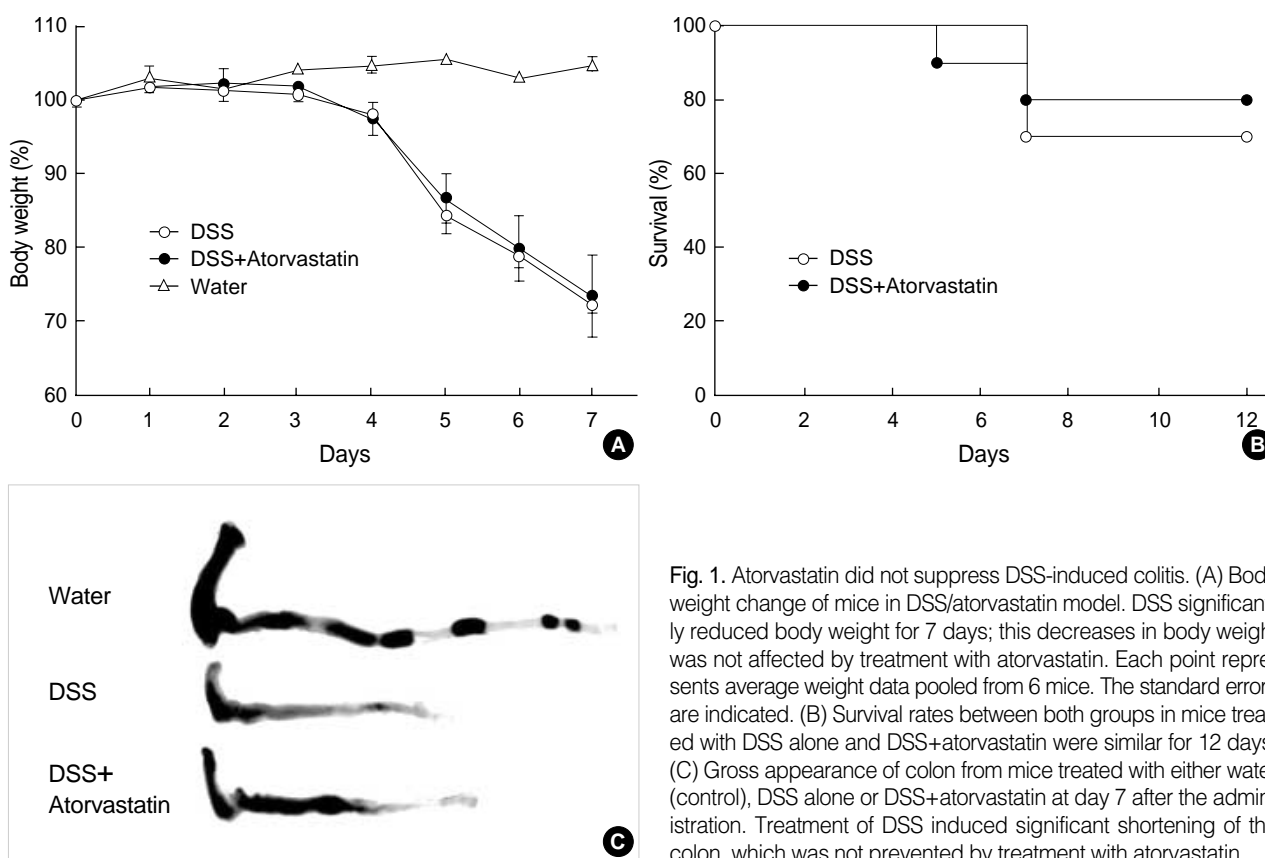 110
100
90
80
70
60
Body weight (%)
DSS
DSS+Atorvastatin
Water
0 1 2 3 4 5 6 7
Days
A
100
80
60
40
20
0
Survival (%)
DSS
DSS+Atorvastatin
0 2 4 6 8 10 12
Days
B
Water
DSS
DSS+
Atorvastatin
C
Fig. 1. Atorvastatin did not suppress DSS-induced colitis. (A) Bod
weight change of mice in DSS/atorvastatin model. DSS significan
ly reduced body weight for 7 days; this decreases in body weigh
was not affected by treatment with atorvastatin. Each point repre
sents average weight data pooled from 6 mice. The standard error
are indicated. (B) Survival rates between both groups in mice trea
ed with DSS alone and DSS+atorvastatin were similar for 12 days
(C) Gross appearance of colon from mice treated with either wate
(control), DSS alone or DSS+atorvastatin at day 7 after the admin
istration. Treatment of DSS induced significant shortening of th
colon, which was not prevented by treatment with atorvastatin.